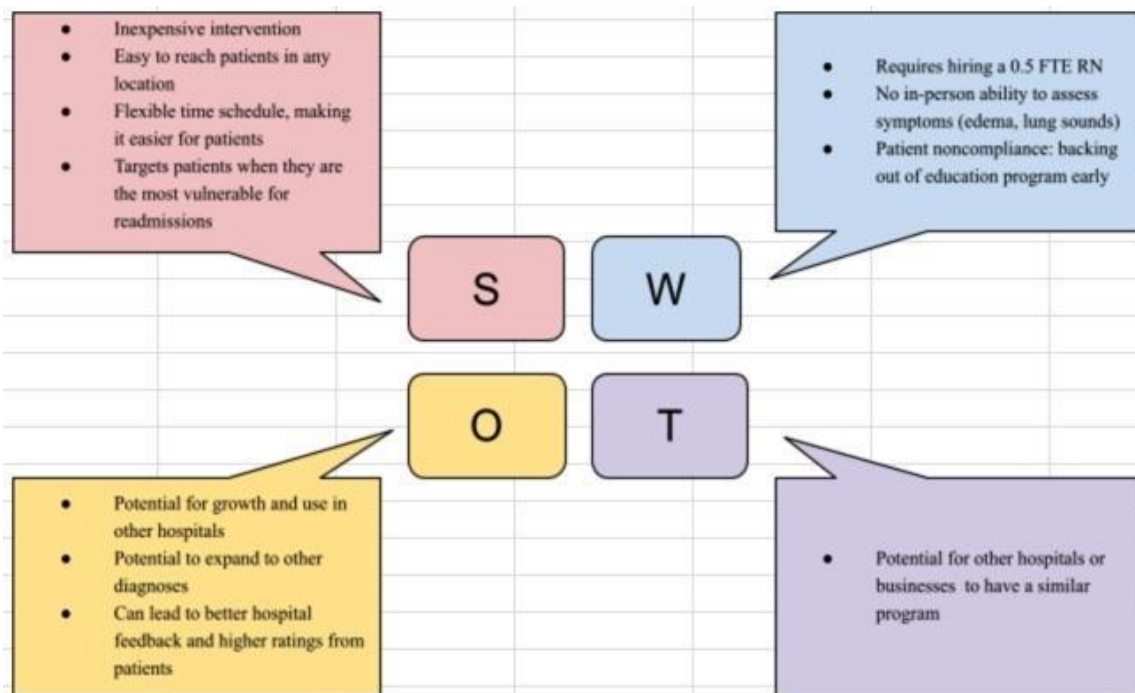 ● Inexpensive intervention
● Easy to reach patients in any
location
● Flexible time schedule, making
it easier for patients
● Targets patients when they are
the most vulnerable for
readmissions
● Requires hiring a 0.5 FTE RN
● No in-person ability to assess
symptoms (edema, lung sounds)
● Patient noncompliance: backing
out of education program early
S
W
O
T
● Potential for growth and use in
other hospitals
● Potential to expand to other
diagnoses
● Can lead to better hospital
feedback and higher ratings from
patients
● Potential for other hospitals or
businesses to have a similar
program